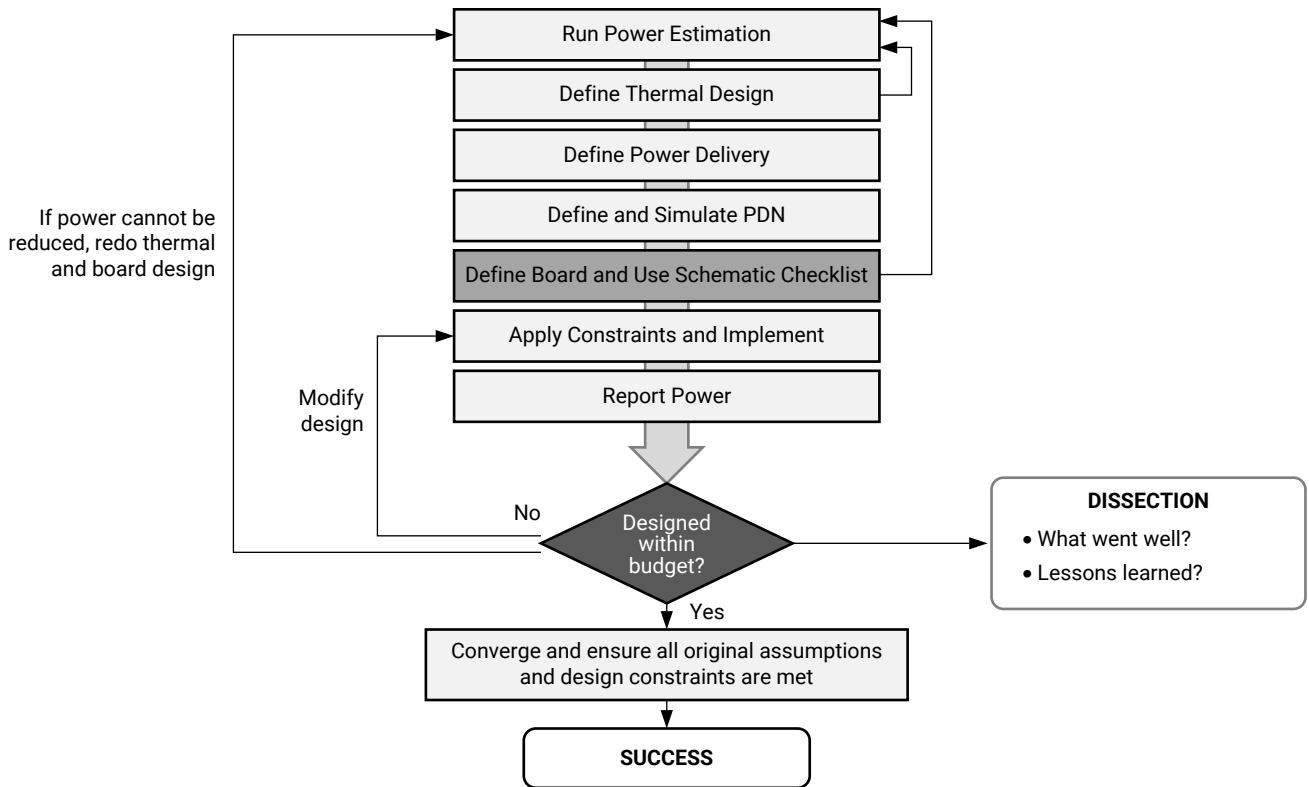 Run Power Estimation
Define Thermal Design
Define Power Delivery
Define and Simulate PDN
Define Board and Use Schematic Checklist
Apply Constraints and Implement
Report Power
If power cannot be
reduced, redo thermal
and board design
Modify
design
No
Designed
within
budget?
Yes
DISSECTION
• What went well?
• Lessons learned?
Converge and ensure all original assumptions
and design constraints are met
SUCCESS